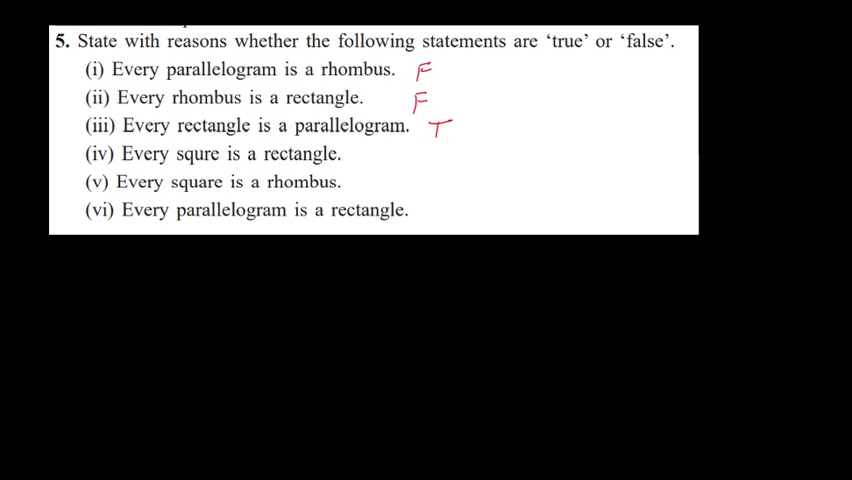 5. State with reasons whether the following statements are ‘true’ or ‘false’.
(i) Every parallelogram is a rhombus. F
(ii) Every rhombus is a rectangle. F
(iii) Every rectangle is a parallelogram. T
(iv) Every squre is a rectangle.
(v) Every square is a rhombus.
(vi) Every parallelogram is a rectangle.